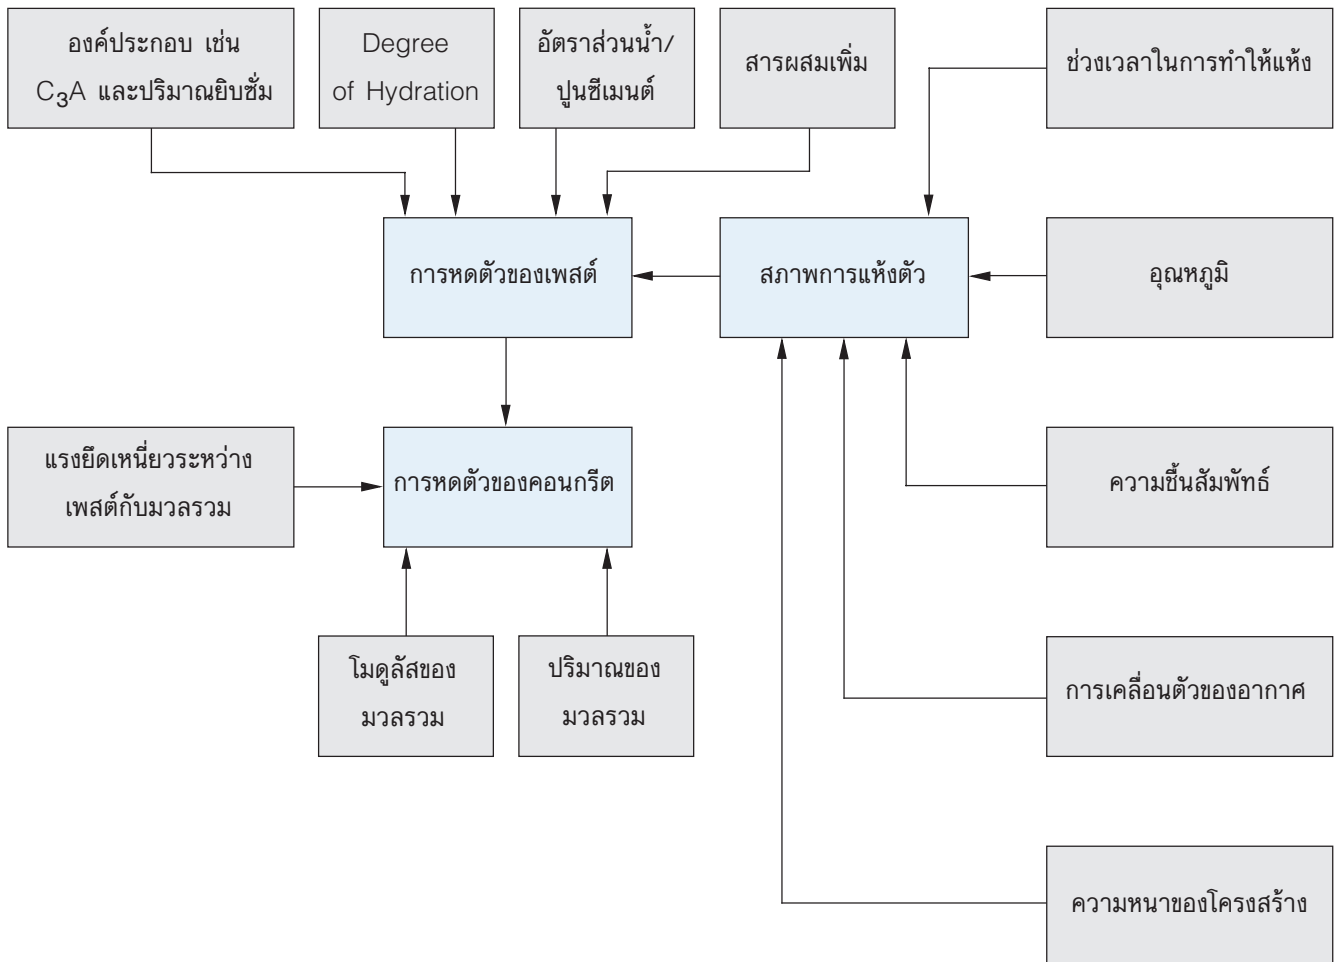 องค์ประกอบ เช่น
C3A และปริมาณยิบซั่ม
Degree
of Hydration
อัตราส่วนน้ำ/
ปูนซีเมนต์
สารผสมเพิ่ม
ช่วงเวลาในการทำให้แห้ง
การหดตัวของเพสต์
สภาพการแห้งตัว
อุณหภูมิ
แรงยึดเหนี่ยวระหว่าง
เพสต์กับมวลรวม
การหดตัวของคอนกรีต
ความชื้นสัมพัทธ์
โมดูลัสของ
มวลรวม
ปริมาณของ
มวลรวม
การเคลื่อนตัวของอากาศ
ความหนาของโครงสร้าง